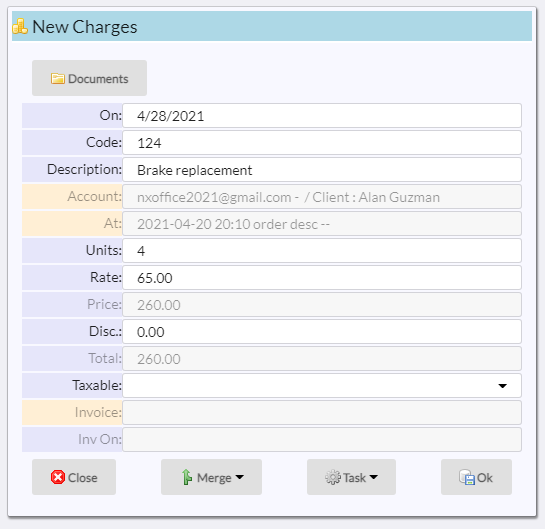 New Charges
Documents
On: 4/28/2021
Code: 124
Description: Brake replacement
Account: nxoffice2021@gmail.com - / Client : Alan Guzman
At: 2021-04-20 20:10 order desc --
Units: 4
Rate: 65.00
Price: 260.00
Disc.: 0.00
Total: 260.00
Taxable:
Invoice:
Inv On:
Close Merge Task Ok